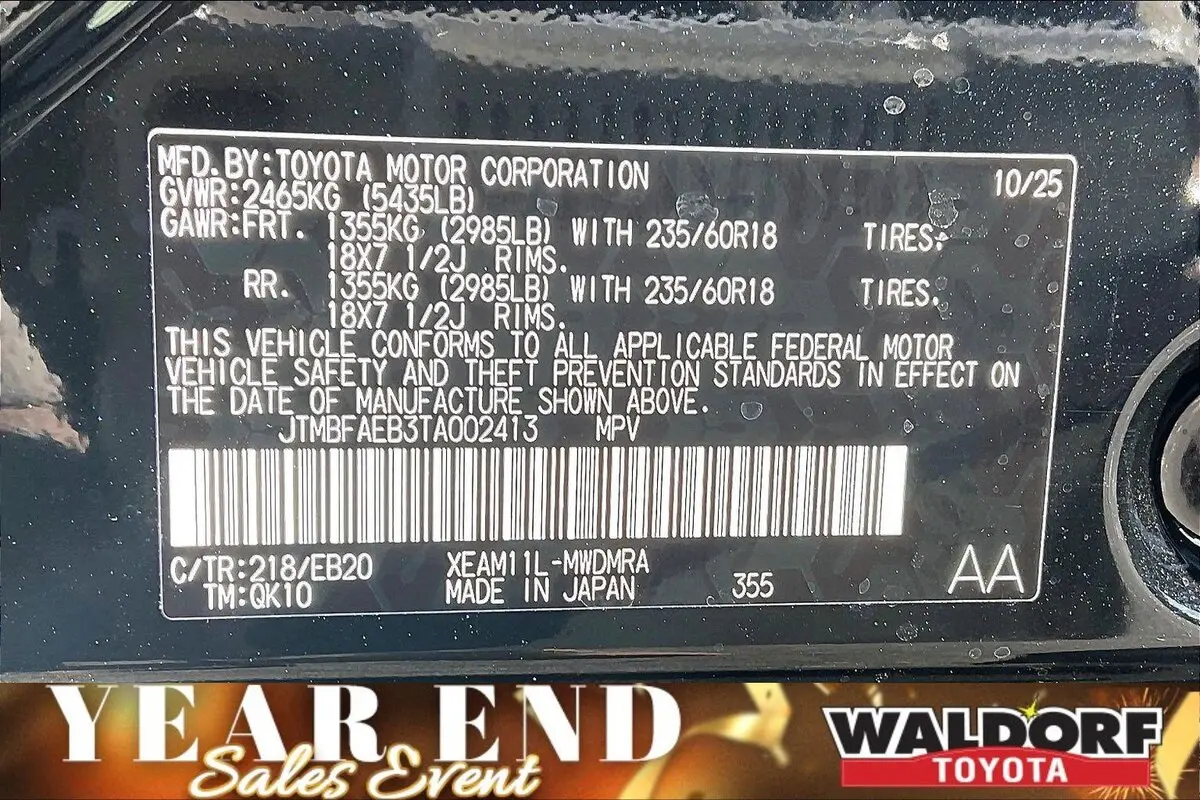 MFD.BY:TOYOTA MOTOR CORPORATION 10/25
GVWR:2465KG (5435LB)
GAWR:FRT. 1355KG (2985LB) WITH 235/60R18 TIRES.
18X7 1/2J RIMS.
RR. 1355KG (2985LB) WITH 235/60R18 TIRES.
18X7 1/2J RIMS.
THIS VEHICLE CONFORMS TO ALL APPLICABLE FEDERAL MOTOR
VEHICLE SAFETY AND THEFT PREVENTION STANDARDS IN EFFECT ON
THE DATE OF MANUFACTURE SHOWN ABOVE.
JTMBFAEB3TA002413 MPV
C/TR:218/EB20 XEAM11L-MWDMRA
TM:QK10 MADE IN JAPAN 355 AA
YEAR END
Sales Event
WALDORF
TOYOTA